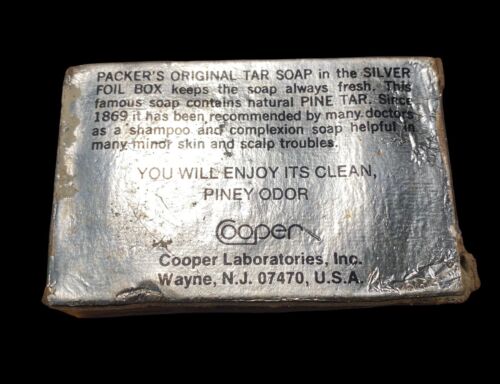 PACKER'S ORIGINAL TAR SOAP in the SILVER
FOIL BOX keeps the soap always fresh. This
famous soap contains natural PINE TAR. Since
1869 it has been recommended by many doctors
as a shampoo and complexion soap helpful in
many minor skin and scalp troubles.
YOU WILL ENJOY ITS CLEAN,
PINEY ODOR
Cooper
Cooper Laboratories, Inc.
Wayne, N.J. 07470, U.S.A.